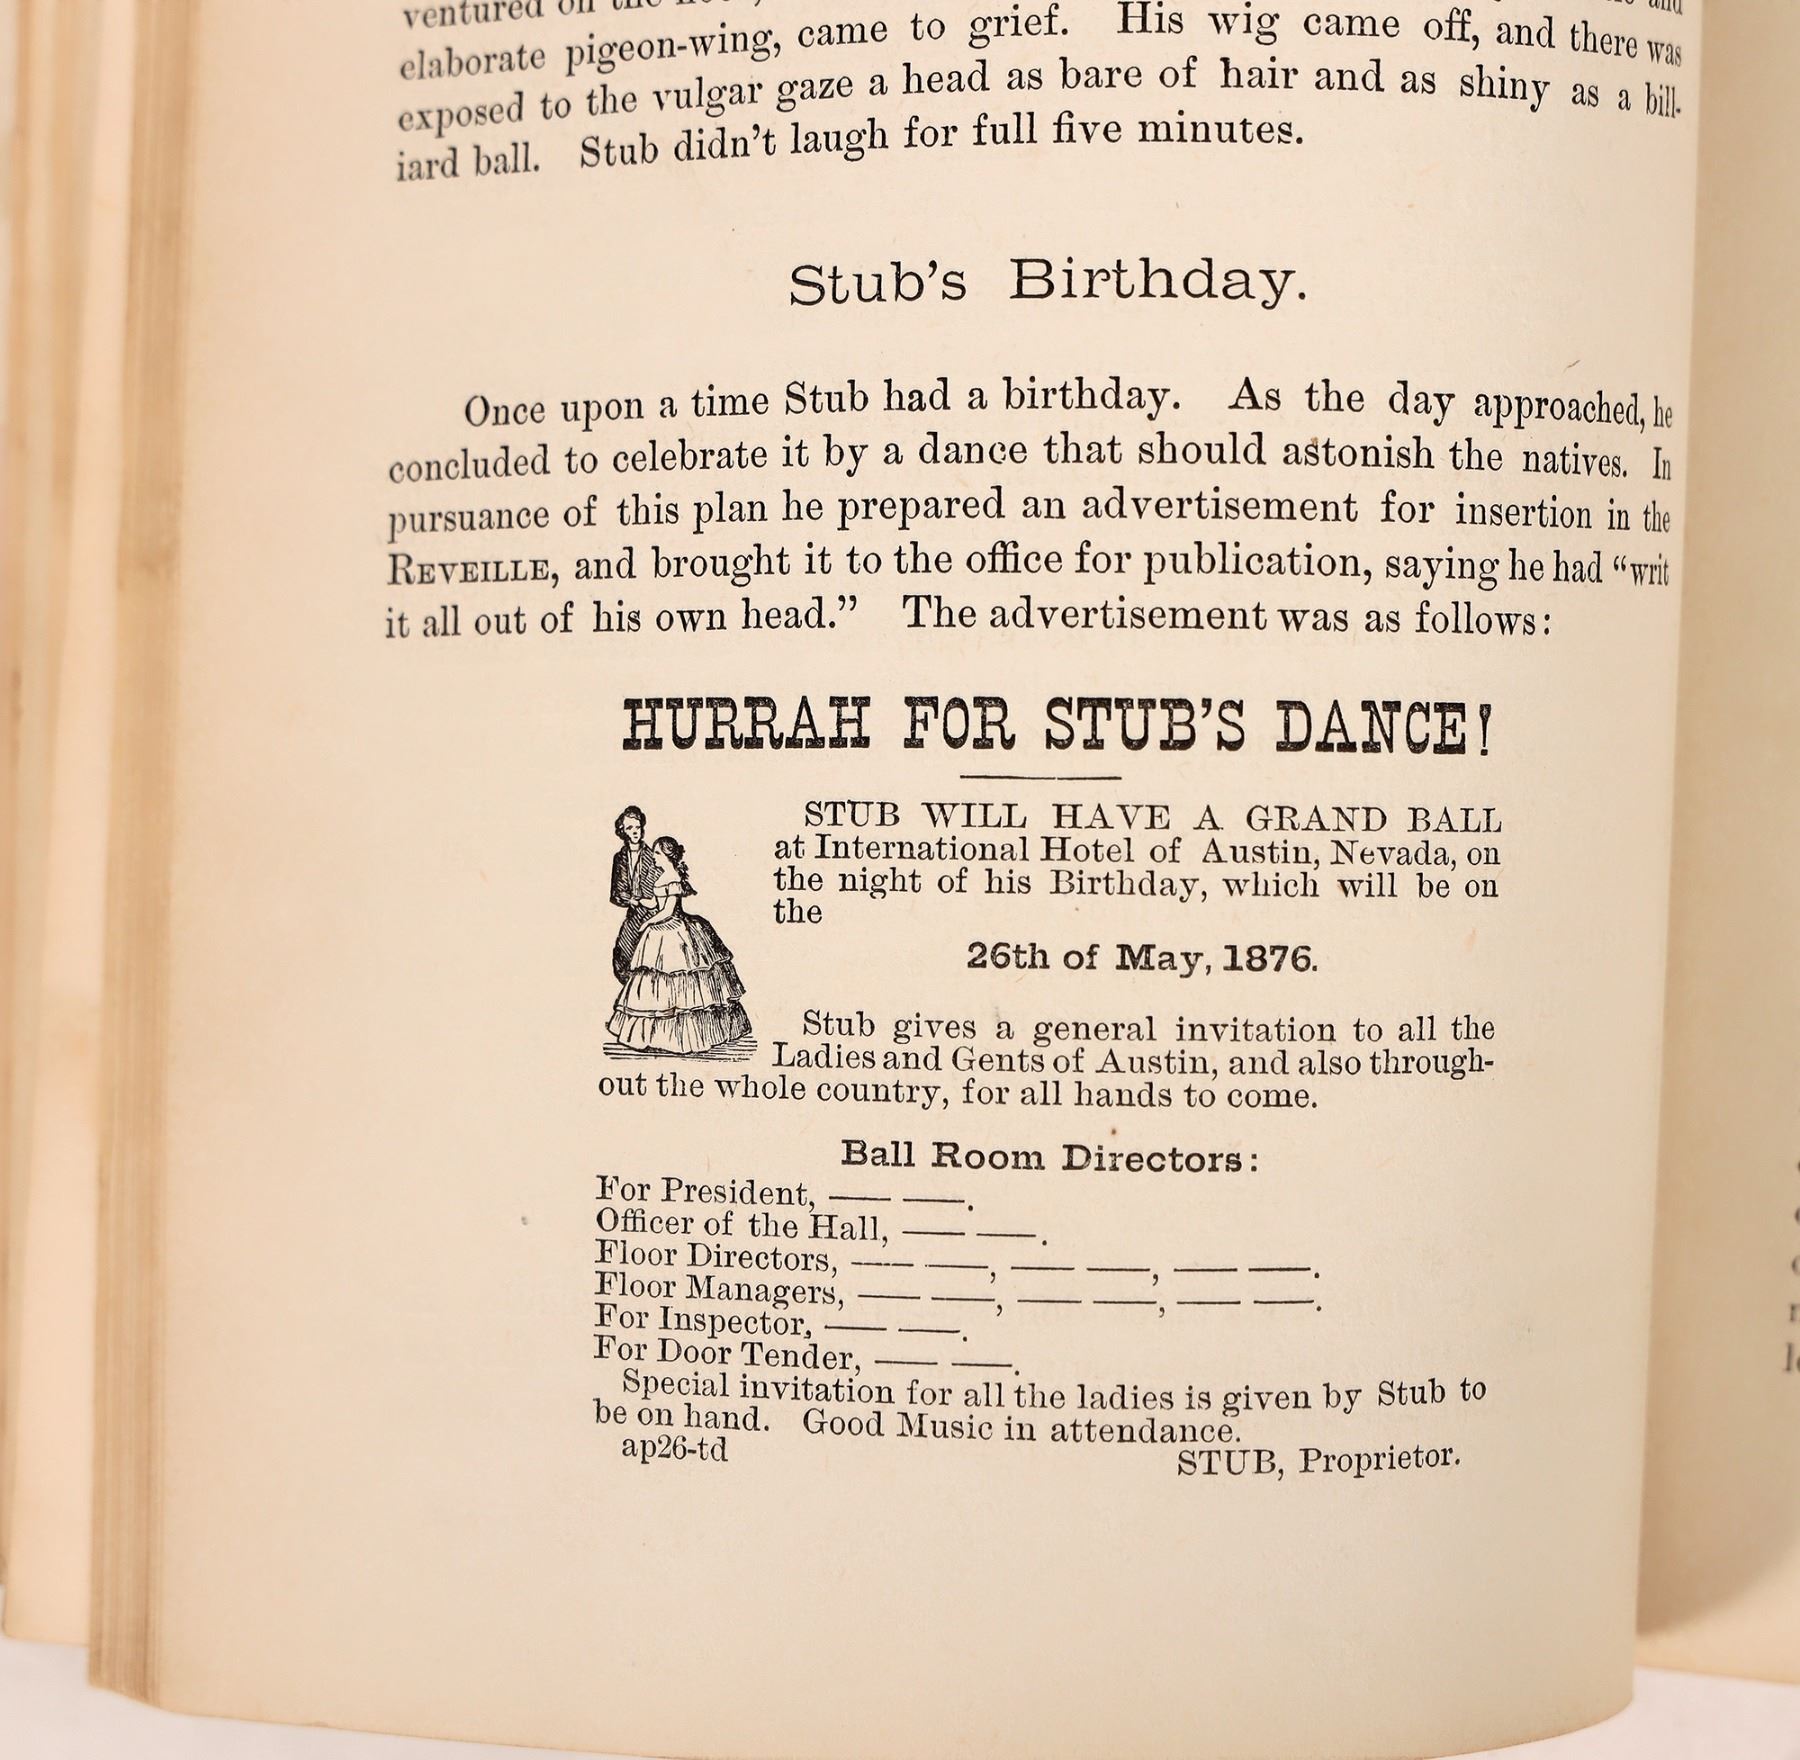 ventured on
elaborate pigeon-wing, came to grief. His wig came off, and there was
exposed to the vulgar gaze a head as bare of hair and as shiny as a bill-
iard ball. Stub didn't laugh for full five minutes.
Stub's Birthday.
Once upon a time Stub had a birthday. As the day approached, he
concluded to celebrate it by a dance that should astonish the natives. In
pursuance of this plan he prepared an advertisement for insertion in the
REVEILLE, and brought it to the office for publication, saying he had “writ
it all out of his own head.” The advertisement was as follows:
HURRAH FOR STUB'S DANCE!
STUB WILL HAVE A GRAND BALL
at International Hotel of Austin, Nevada, on
the night of his Birthday, which will be on
the
26th of May, 1876.
Stub gives a general invitation to all the
Ladies and Gents of Austin, and also through-
out the whole country, for all hands to come.
Ball Room Directors:
For President, — —.
Officer of the Hall, — —.
Floor Directors, — —, — —, — —.
Floor Managers, — —, — —, — —.
For Inspector, — —.
For Door Tender, — —.
Special invitation for all the ladies is given by Stub to
be on hand. Good Music in attendance.
ap26-td STUB, Proprietor.